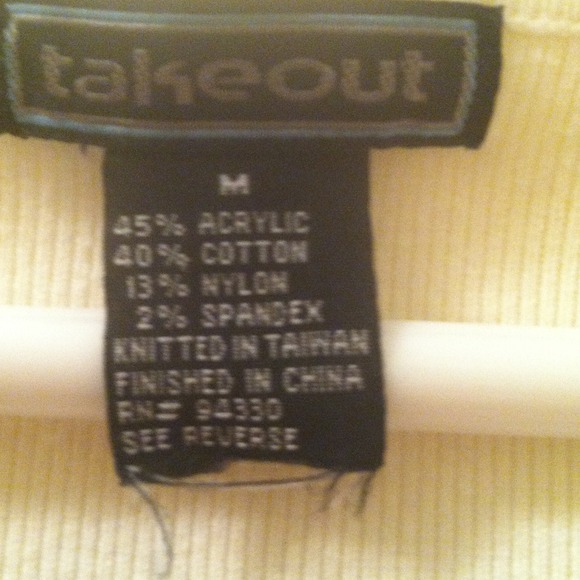 takeout
M
45% ACRYLIC
40% COTTON
13% NYLON
2% SPANDEX
KNITTED IN TAIWAN
FINISHED IN CHINA
RN# 94330
SEE REVERSE